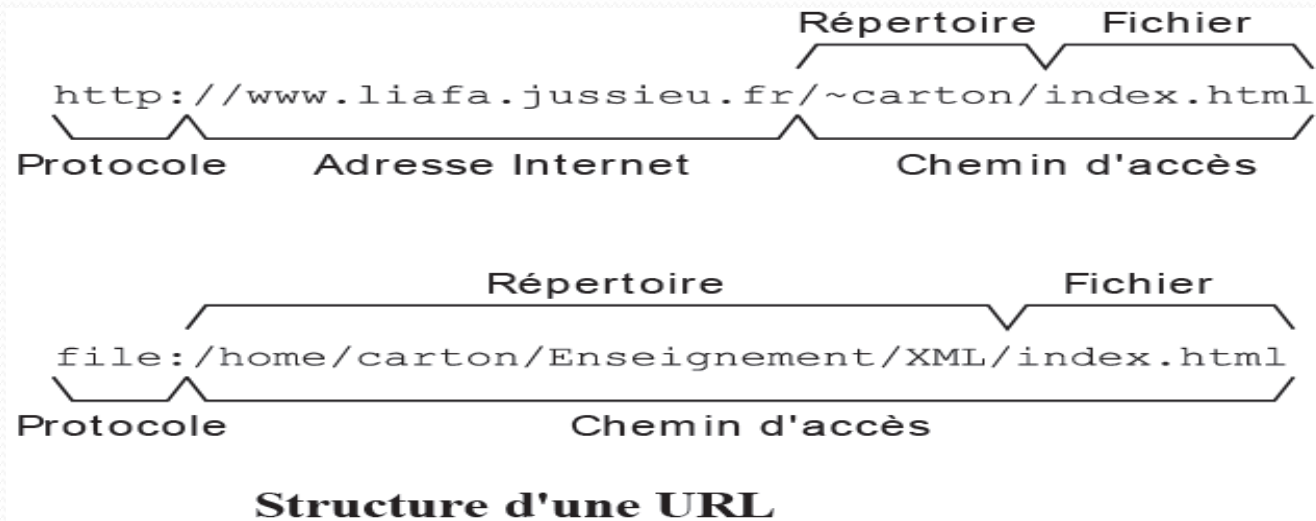 Répertoire Fichier
http://www.liafa.jussieu.fr/~carton/index.html
Protocole Adresse Internet Chemin d'accès
Répertoire Fichier
file:/home/carton/Enseignement/XML/index.html
Protocole Chemin d'accès
Structure d'une URL